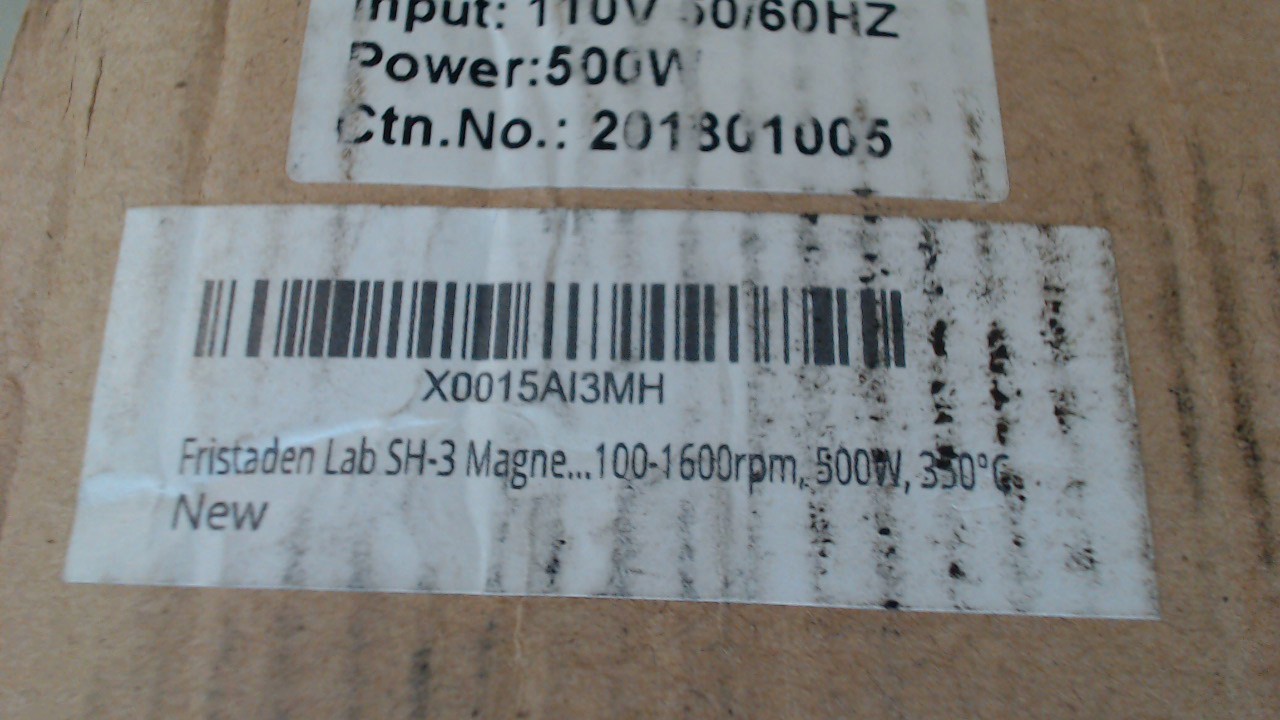 Input: 110V 50/60HZ
Power:500W
Ctn.No.: 201801005
X0015AI3MH
Fristaden Lab SH-3 Magne...100-1600rpm, 500W, 350°C
New